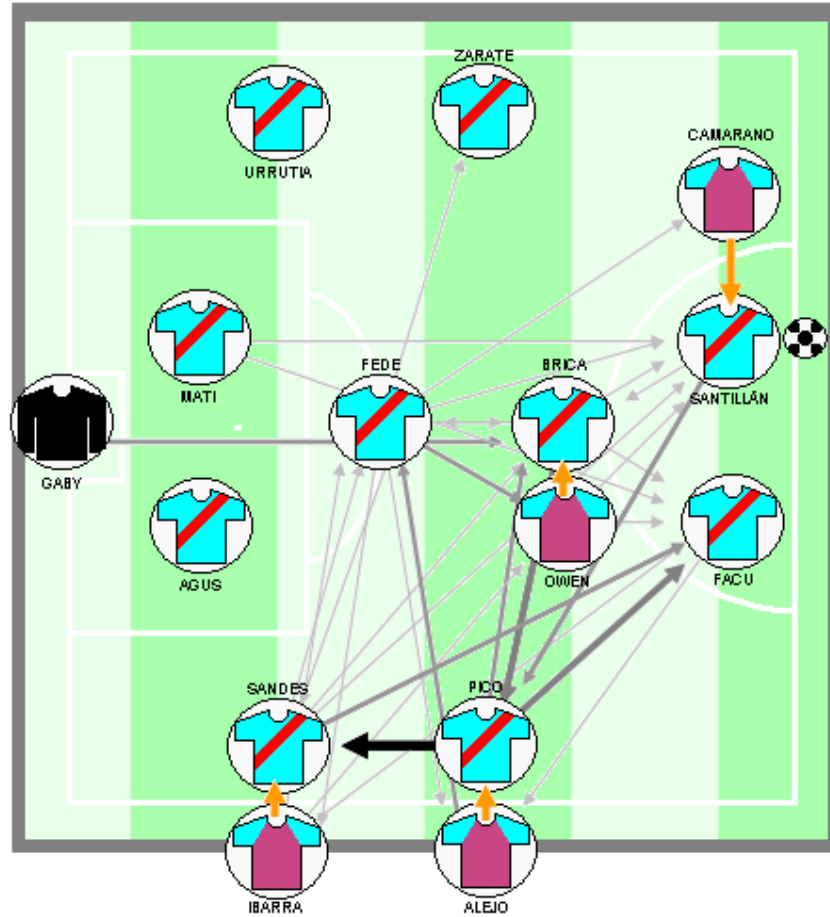 ZARATE
URRUTIA
CAMARANO
MATI
FEDE
BRICA
SANTILLÁN
GABY
AGUS
OWEN
FACU
SANDES
PICO
IBARRA
ALEJO